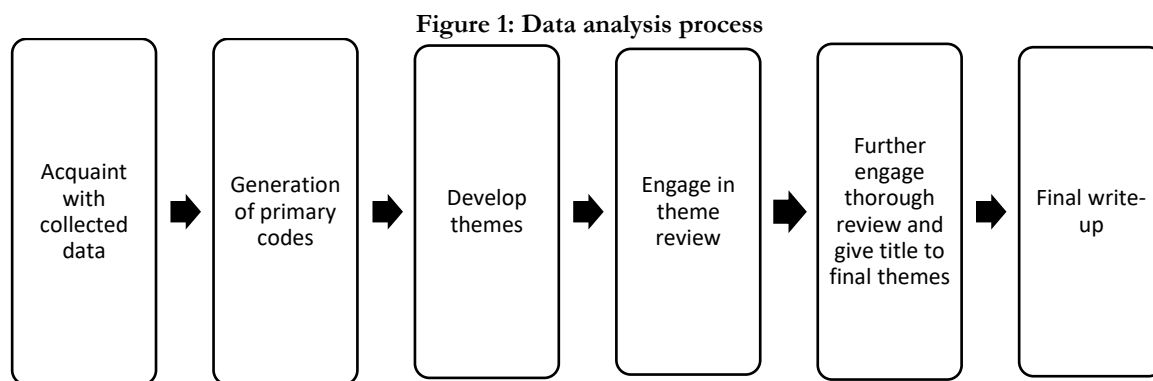 Figure 1: Data analysis process
Acquaint
with
collected
data
Generation
of primary
codes
Develop
themes
Engage in
theme
review
Further
engage
thorough
review and
give title to
final themes
Final write-
up